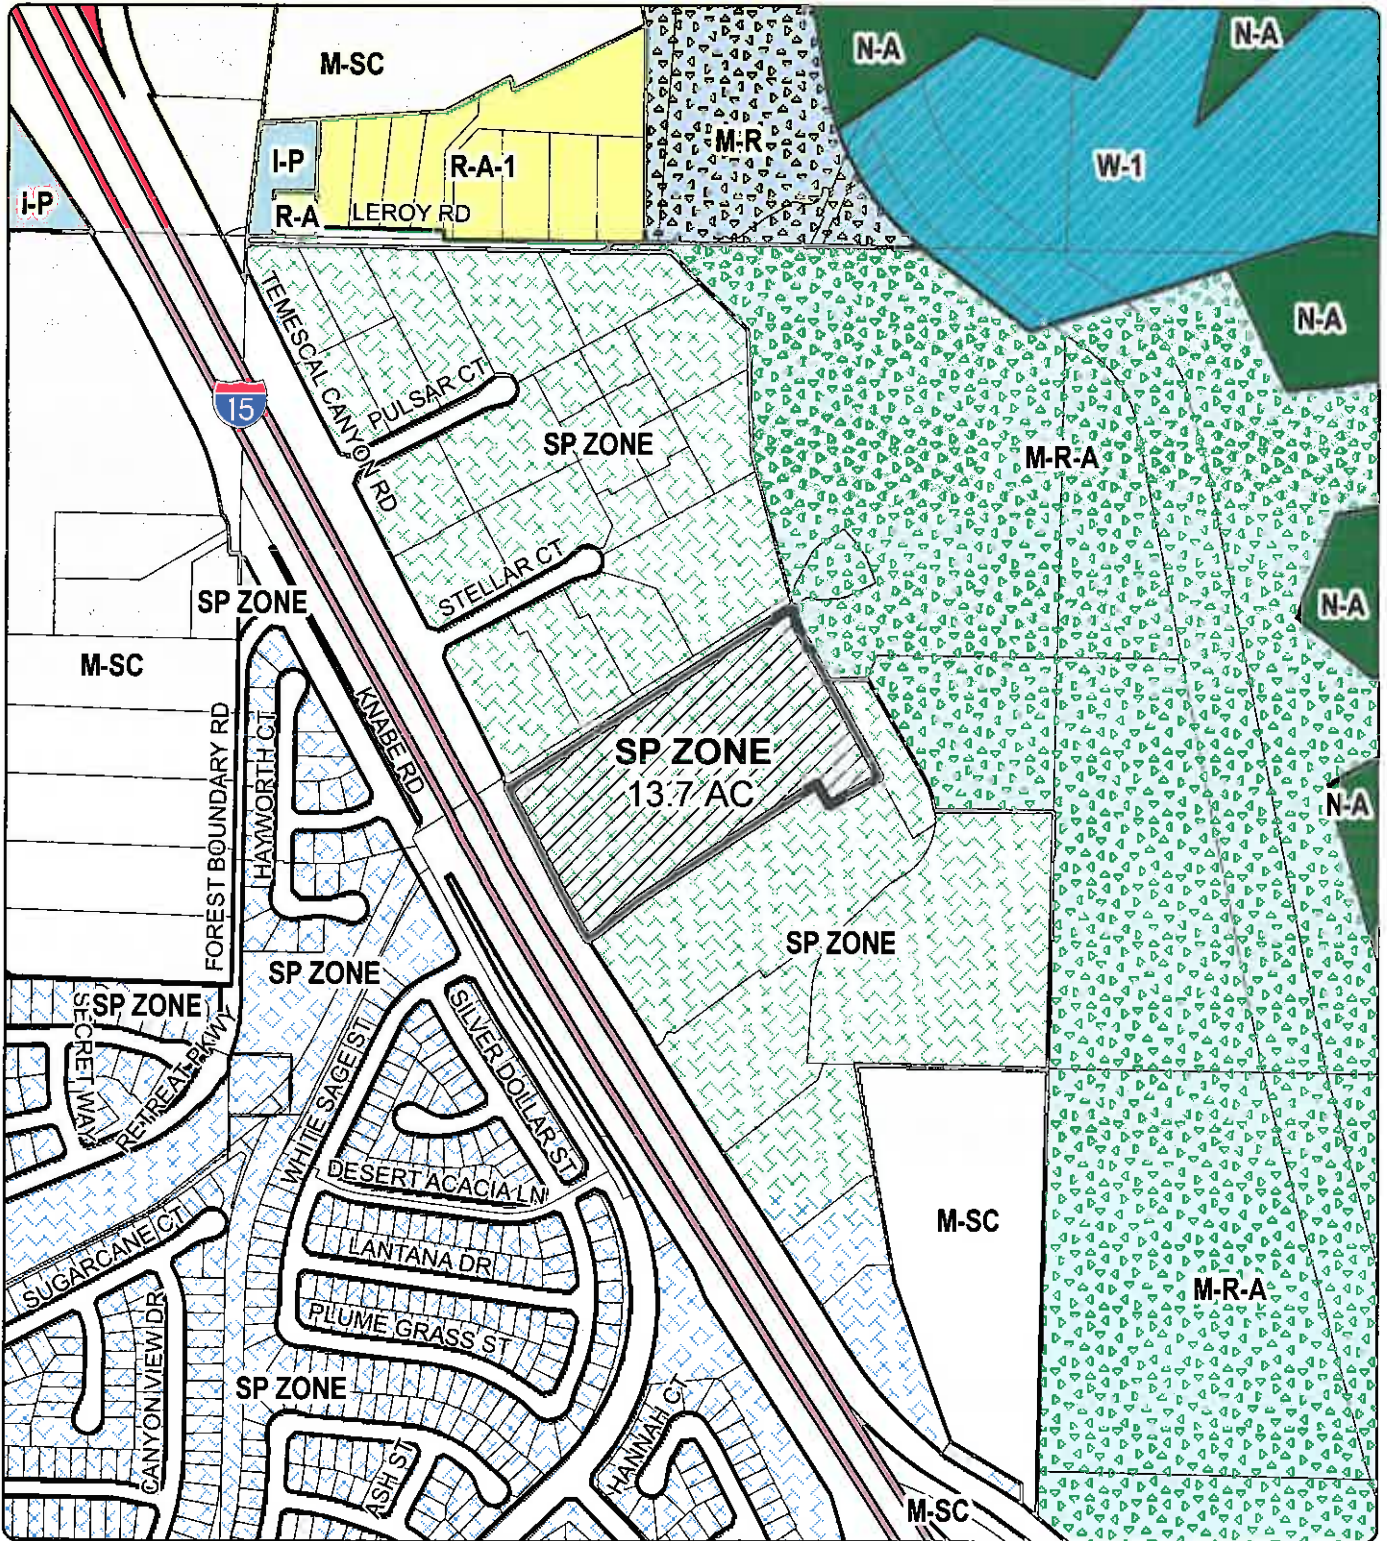 M-SC
N-A
N-A
M-R
I-P
R-A-1
W-1
I-P
R-A
LEROY RD
N-A
TEMESCAL CANYON RD
PULSAR CT
15
SP ZONE
M-R-A
STELLAR CT
SP ZONE
N-A
M-SC
FOREST BOUNDARY RD
HAYWORTH CT
KNABE RD
SP ZONE
13.7 AC
N-A
SP ZONE
SP ZONE
SP ZONE
SECRET WAY
RETREAT PKWY
WHITE SAGE ST
SILVER DOLLAR ST
DESERT ACACIA LN
SUGARCANE CT
LANTANA DR
M-SC
M-R-A
CANYON VIEW DR
PLUME GRASS ST
SP ZONE
HANNAH CT
ASH ST
M-SC